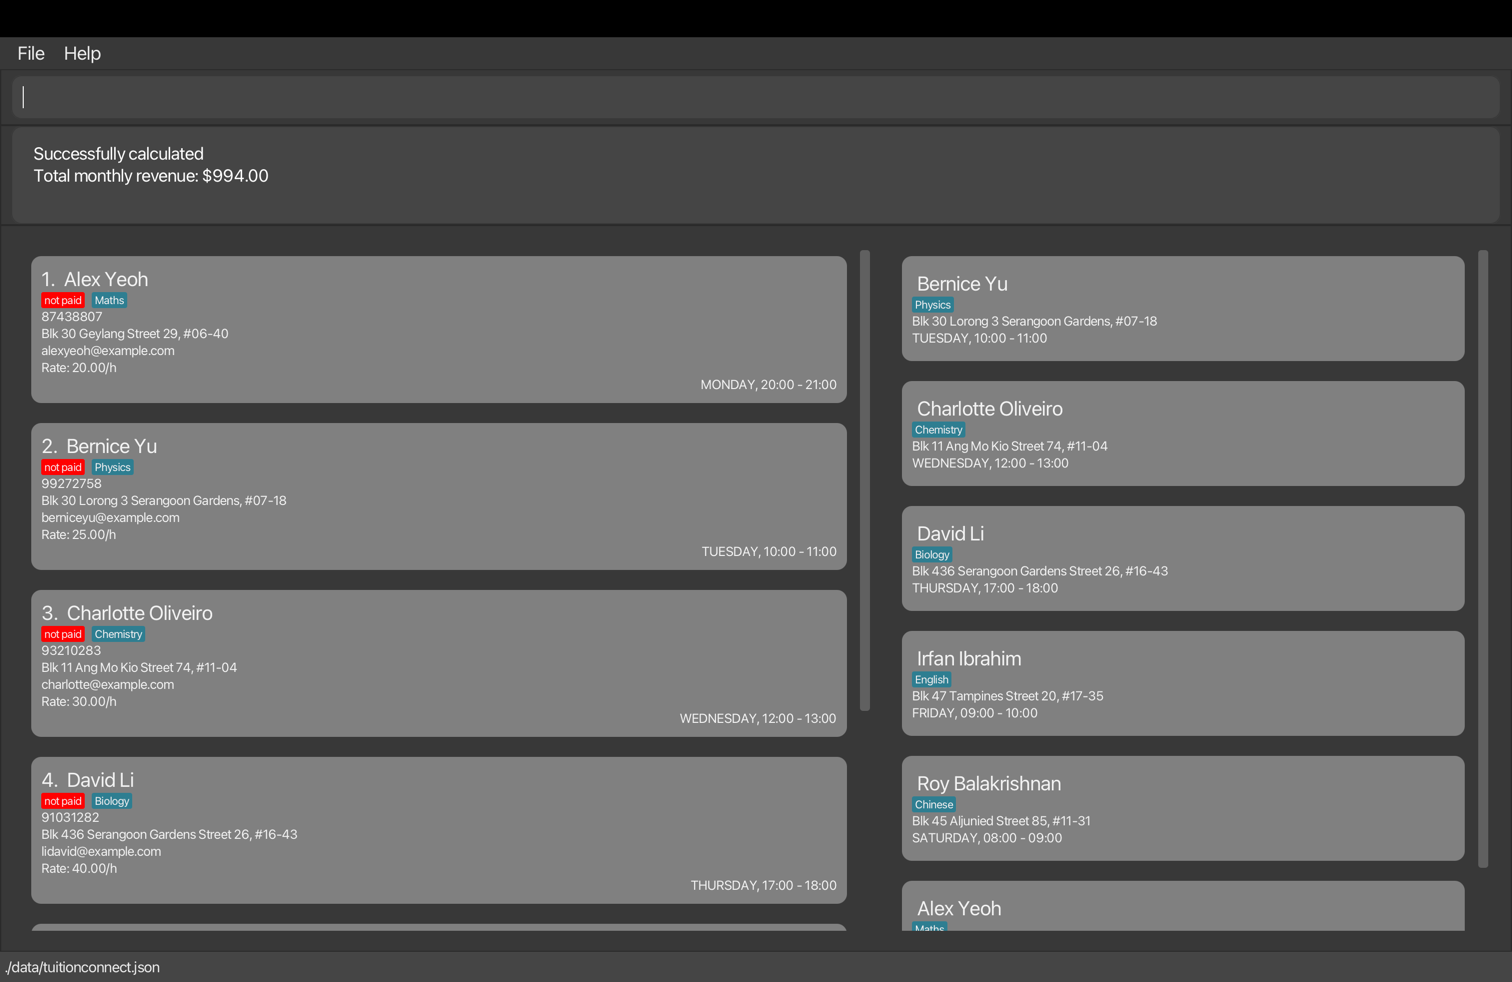 File Help
Successfully calculated
Total monthly revenue: $994.00
1. Alex Yeoh
not paid Maths
87438807
Blk 30 Geylang Street 29, #06-40
alexyeoh@example.com
Rate: 20.00/h
MONDAY, 20:00 - 21:00
2. Bernice Yu
not paid Physics
99272758
Blk 30 Lorong 3 Serangoon Gardens, #07-18
berniceyu@example.com
Rate: 25.00/h
TUESDAY, 10:00 - 11:00
3. Charlotte Oliveiro
not paid Chemistry
93210283
Blk 11 Ang Mo Kio Street 74, #11-04
charlotte@example.com
Rate: 30.00/h
WEDNESDAY, 12:00 - 13:00
4. David Li
not paid Biology
91031282
Blk 436 Serangoon Gardens Street 26, #16-43
lidavid@example.com
Rate: 40.00/h
THURSDAY, 17:00 - 18:00
Bernice Yu
Physics
Blk 30 Lorong 3 Serangoon Gardens, #07-18
TUESDAY, 10:00 - 11:00
Charlotte Oliveiro
Chemistry
Blk 11 Ang Mo Kio Street 74, #11-04
WEDNESDAY, 12:00 - 13:00
David Li
Biology
Blk 436 Serangoon Gardens Street 26, #16-43
THURSDAY, 17:00 - 18:00
Irfan Ibrahim
English
Blk 47 Tampines Street 20, #17-35
FRIDAY, 09:00 - 10:00
Roy Balakrishnan
Chinese
Blk 45 Aljunied Street 85, #11-31
SATURDAY, 08:00 - 09:00
Alex Yeoh
Maths
./data/tuitionconnect.json